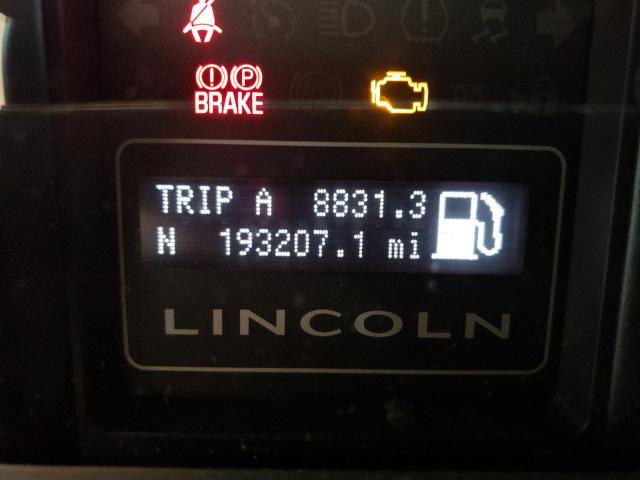 (!) (P)
BRAKE
TRIP A 8831.3
N 193207.1 mi
LINCOLN